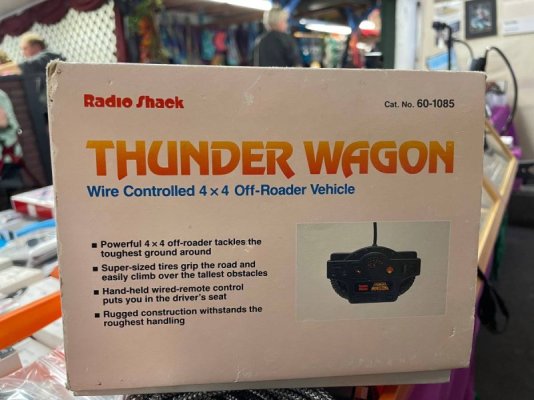 Radio Shack
Cat. No. 60-1085
THUNDER WAGON
Wire Controlled 4×4 Off-Roader Vehicle
■ Powerful 4×4 off-roader tackles the
toughest ground around
■ Super-sized tires grip the road and
easily climb over the tallest obstacles
■ Hand-held wired-remote control
puts you in the driver's seat
■ Rugged construction withstands the
roughest handling